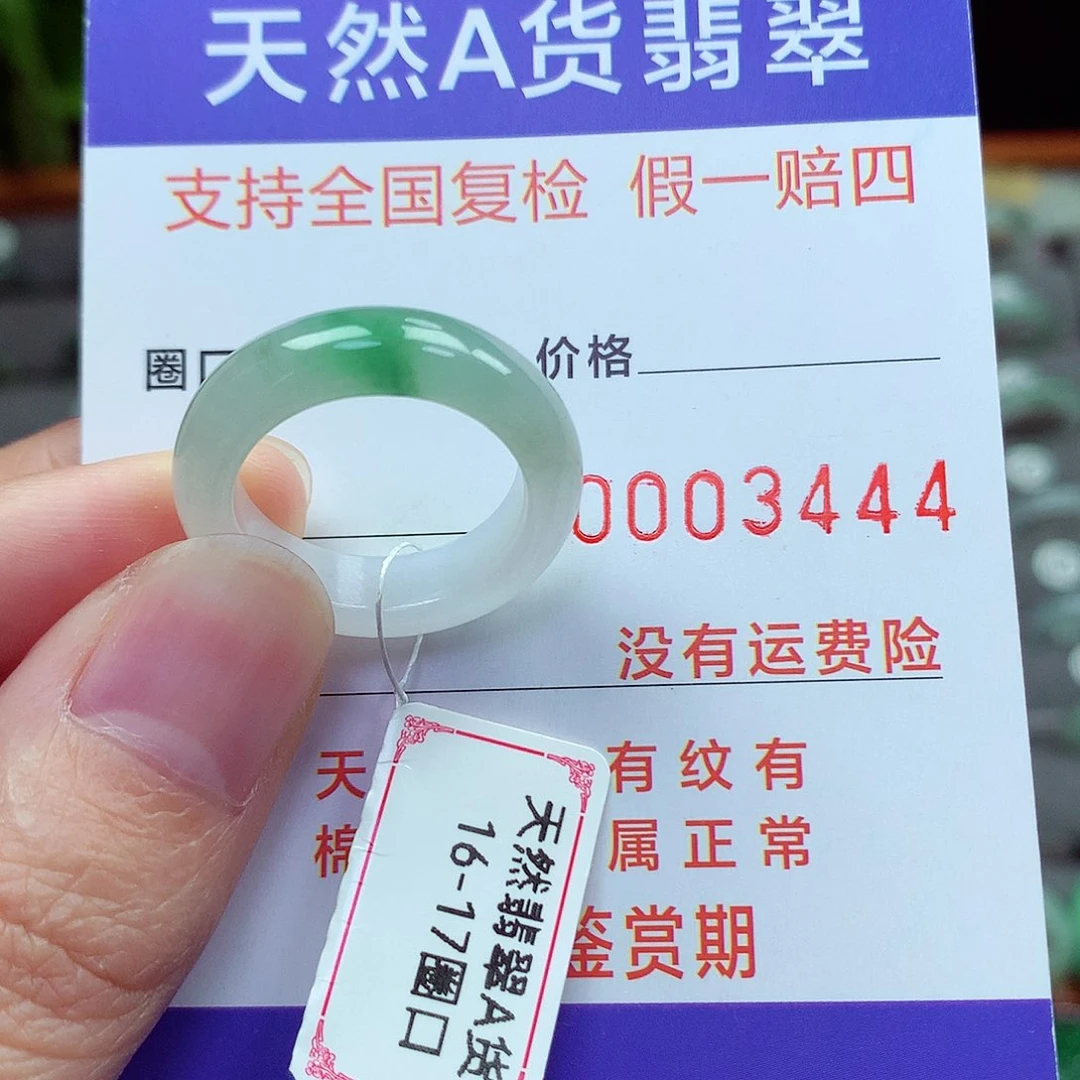 天然A货翡翠
支持全国复检 假一赔四
圈口
价格
0003444
没有运费险
天
有纹有
棉
属正常
鉴赏期
天然翡翠A货
16-17圈口